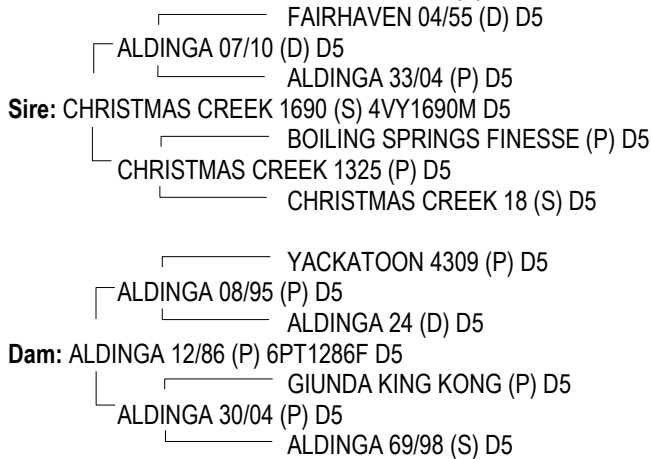 FAIRHAVEN 04/55 (D) D5
ALDINGA 07/10 (D) D5
ALDINGA 33/04 (P) D5
Sire: CHRISTMAS CREEK 1690 (S) 4VY1690M D5
BOILING SPRINGS FINESSE (P) D5
CHRISTMAS CREEK 1325 (P) D5
CHRISTMAS CREEK 18 (S) D5
YACKATOON 4309 (P) D5
ALDINGA 08/95 (P) D5
ALDINGA 24 (D) D5
Dam: ALDINGA 12/86 (P) 6PT1286F D5
GIUNDA KING KONG (P) D5
ALDINGA 30/04 (P) D5
ALDINGA 69/98 (S) D5